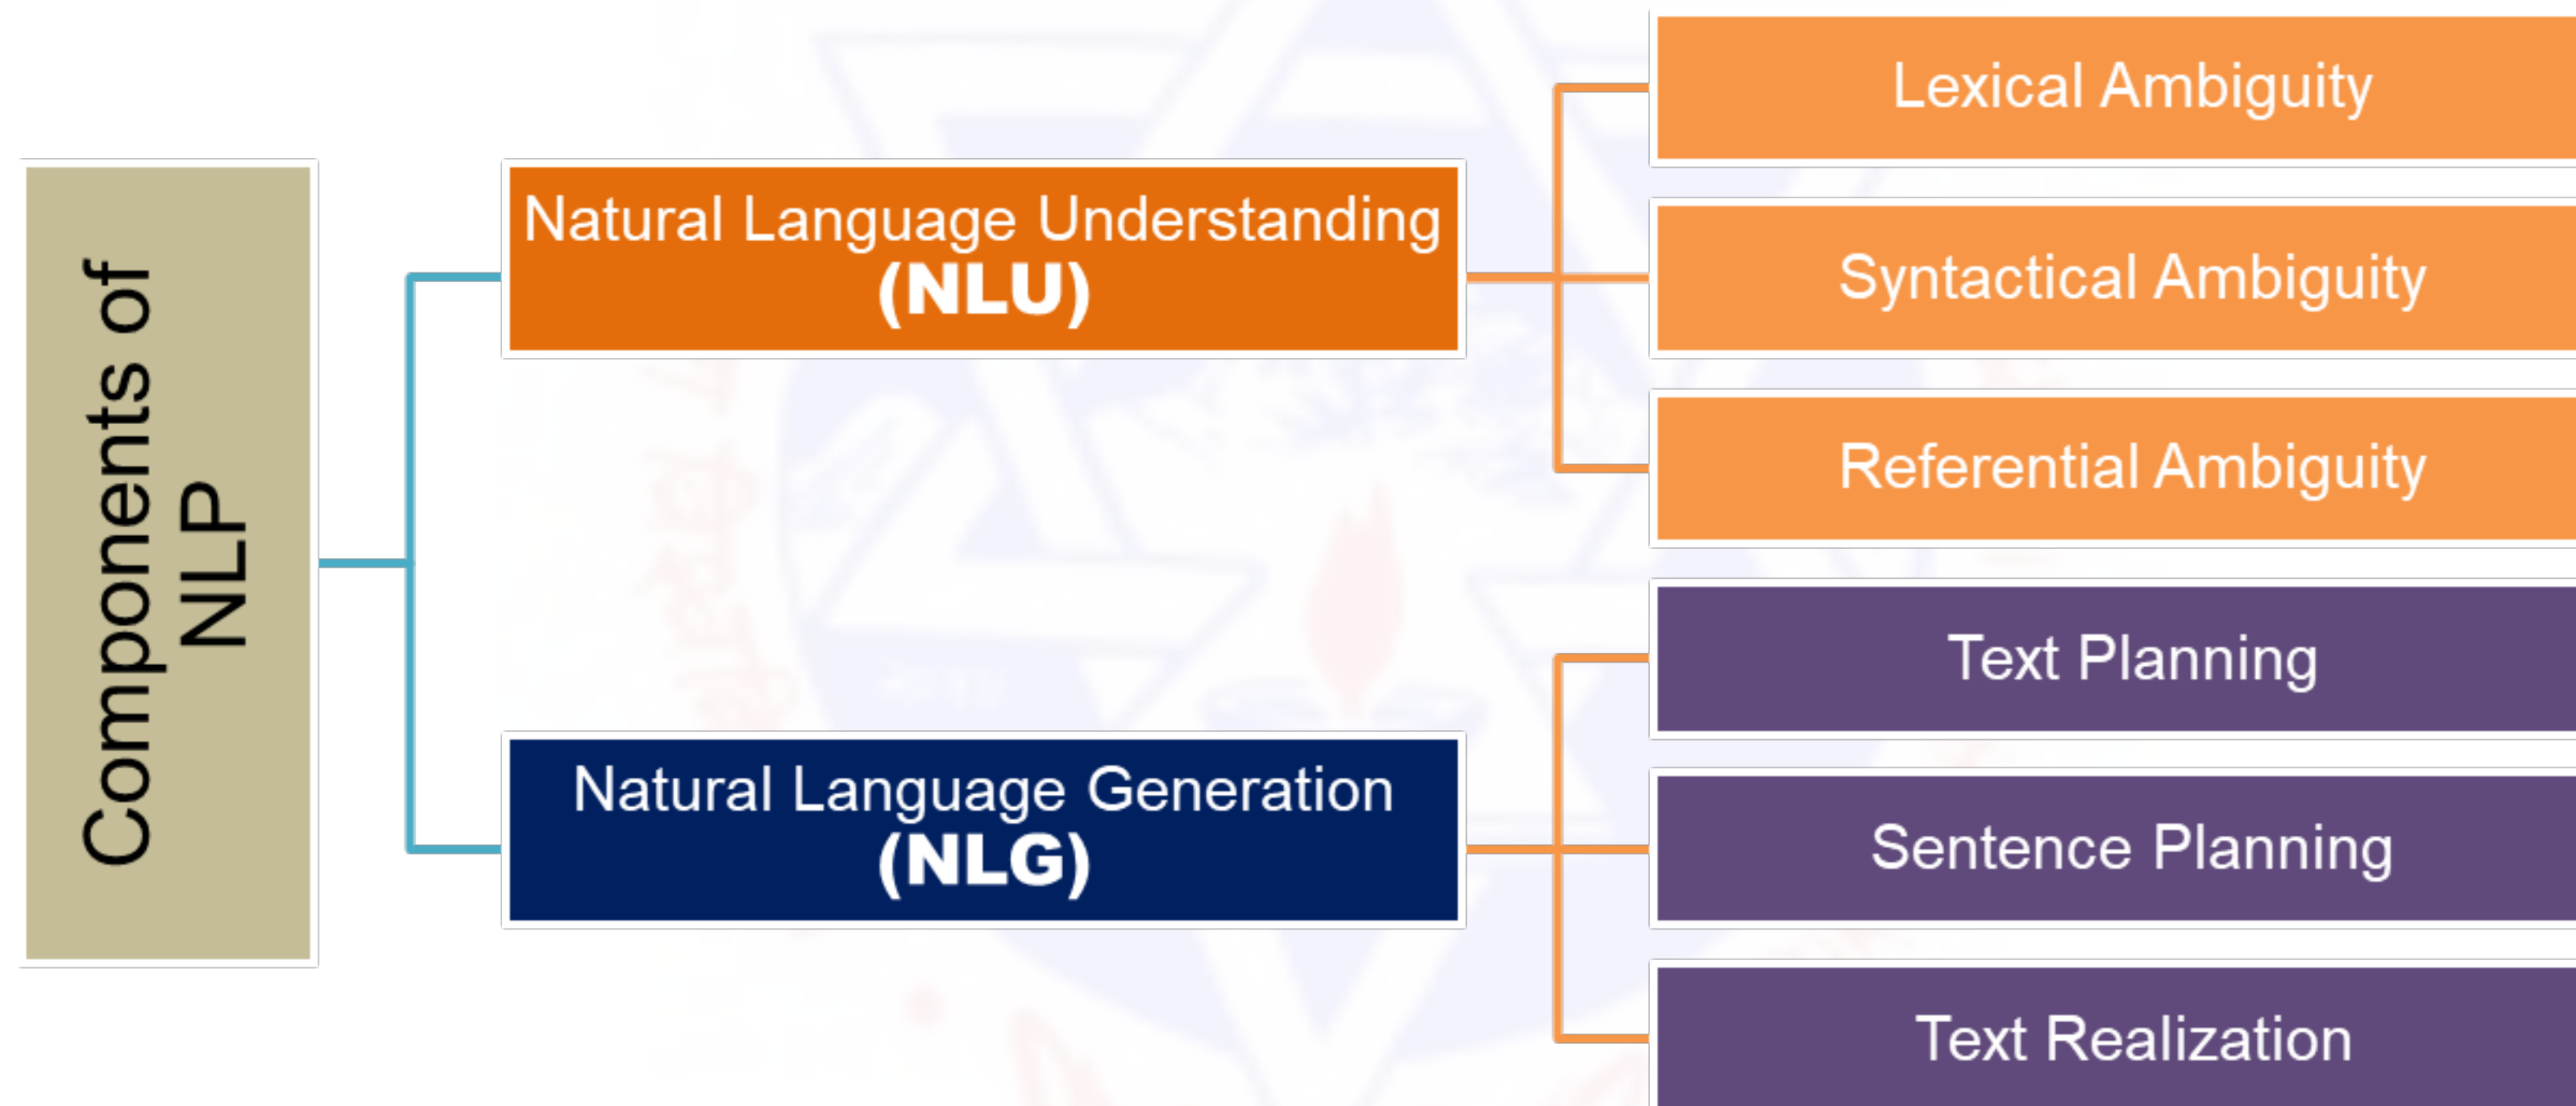 Components of
NLP
Natural Language Understanding
(NLU)
Lexical Ambiguity
Syntactical Ambiguity
Referential Ambiguity
Natural Language Generation
(NLG)
Text Planning
Sentence Planning
Text Realization